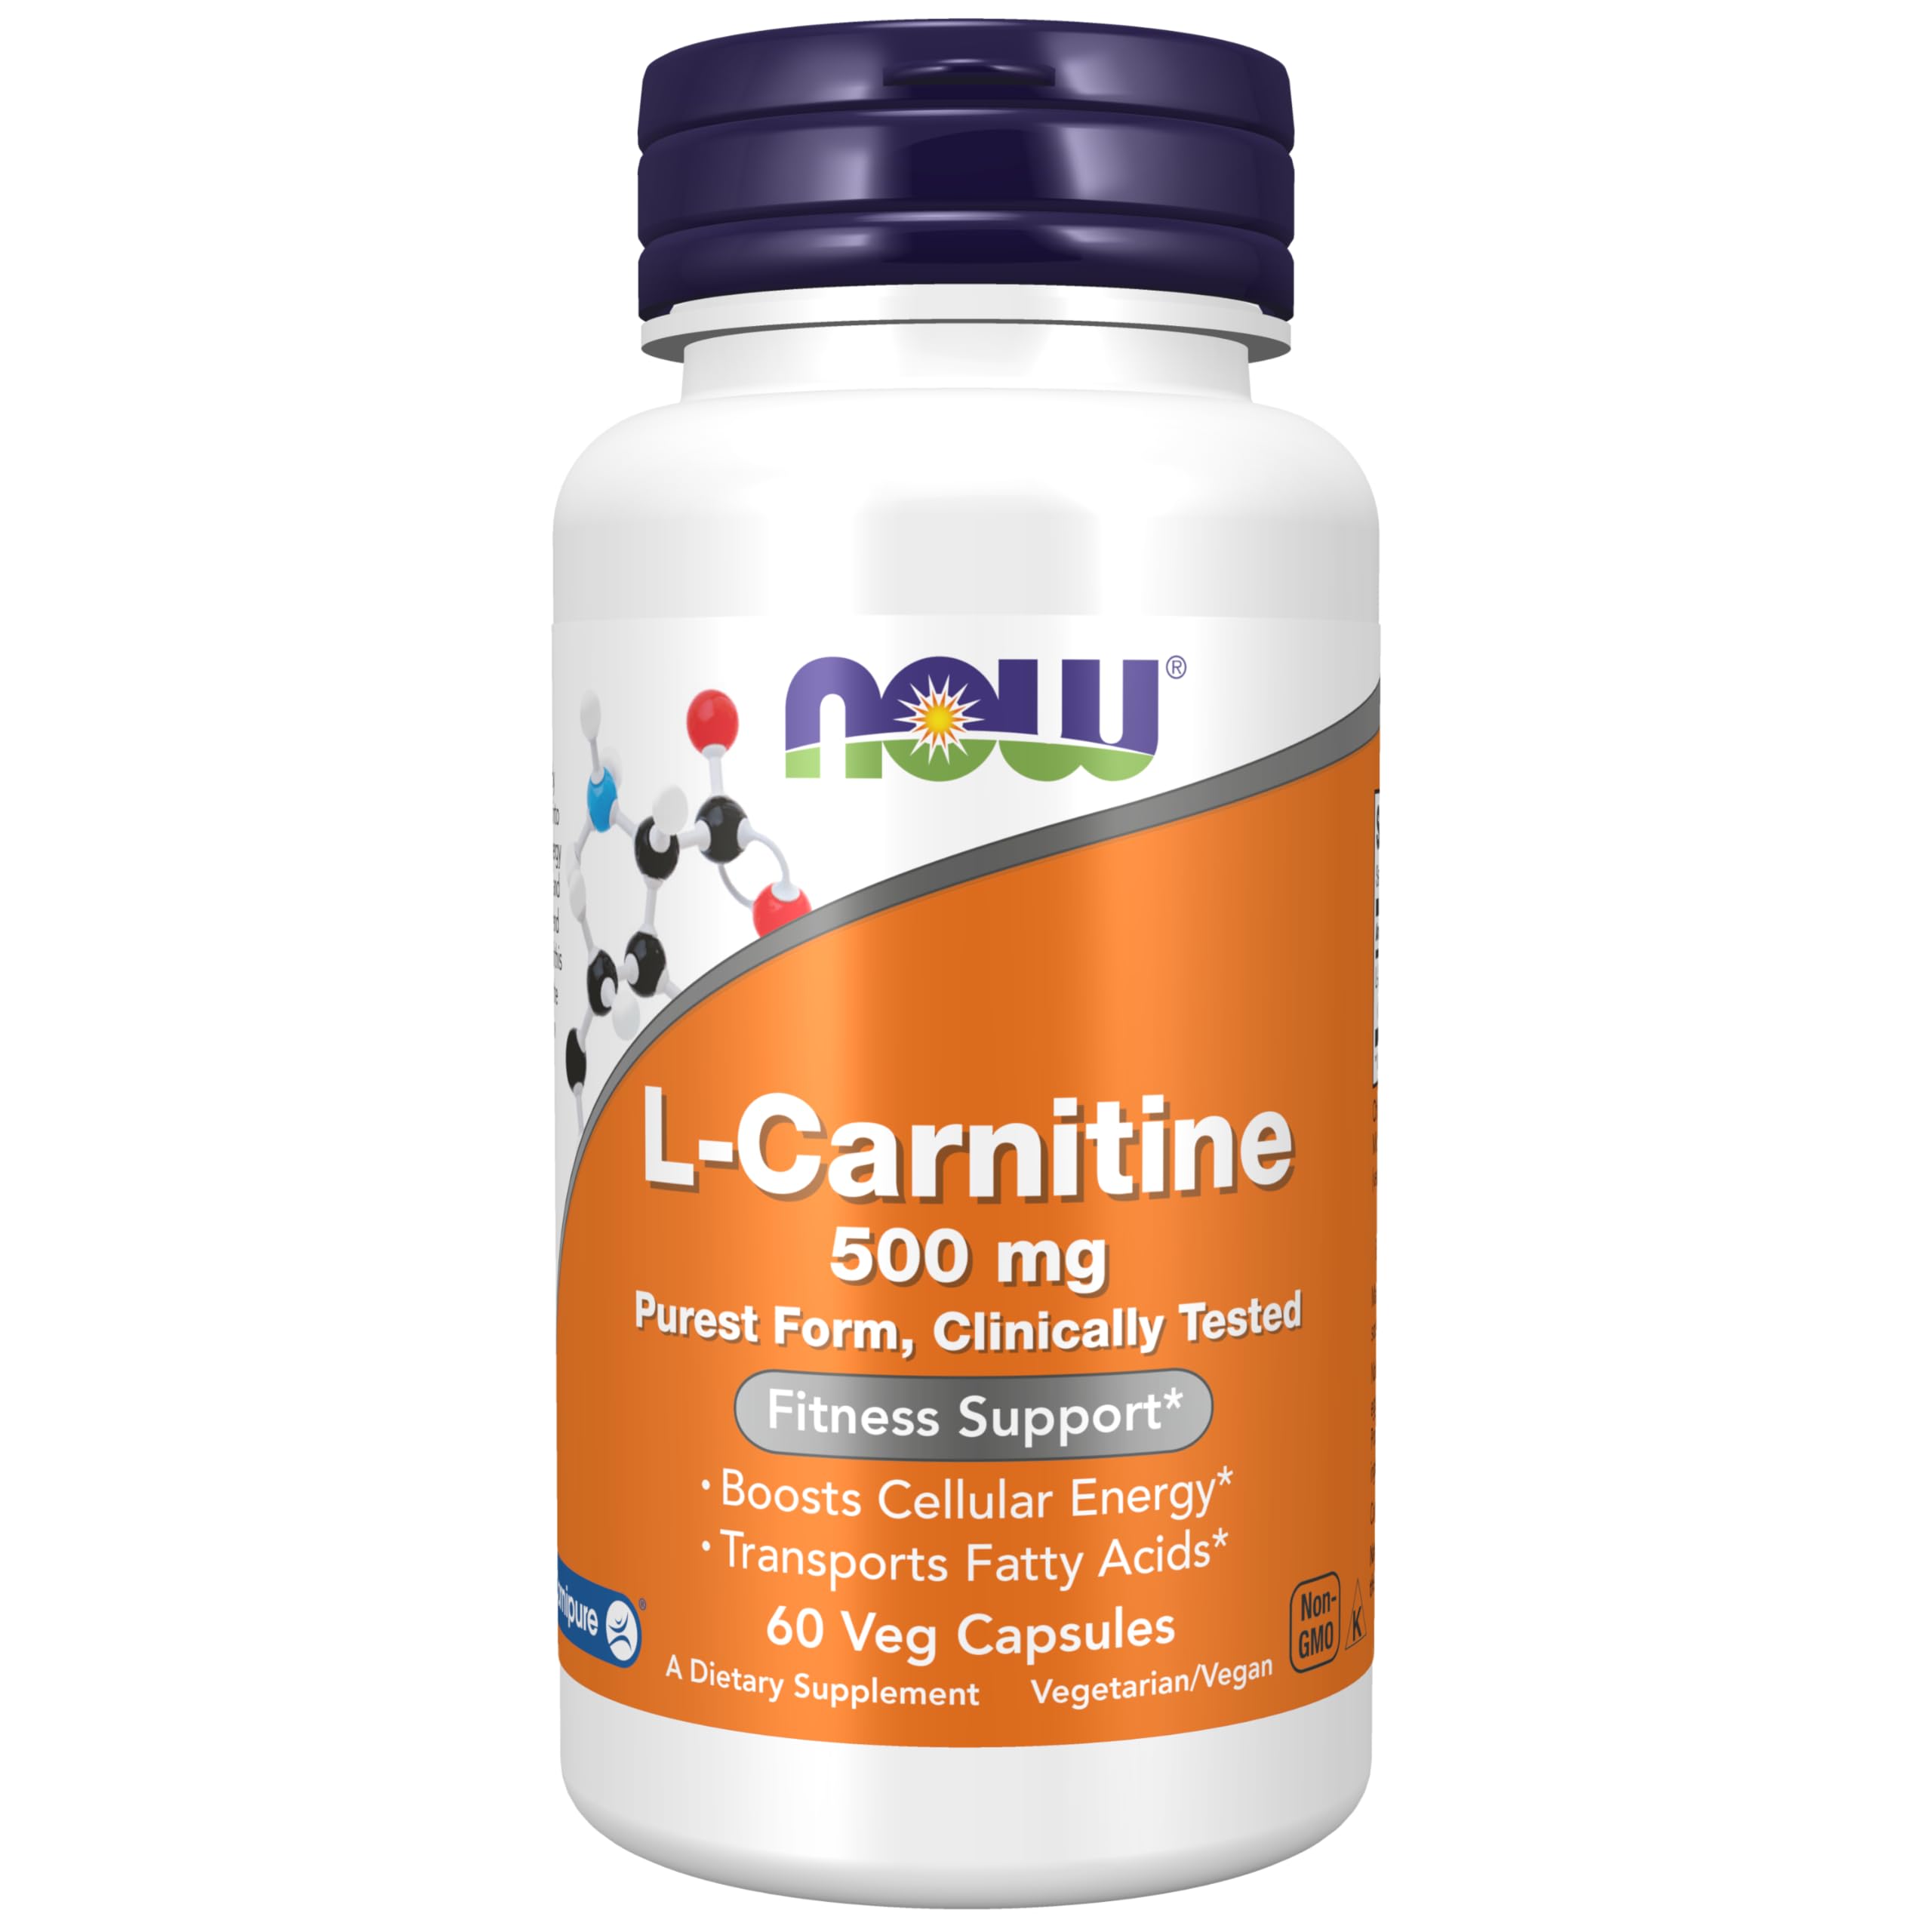 now®
L-Carnitine
500 mg
Purest Form, Clinically Tested
Fitness Support*
• Boosts Cellular Energy*
• Transports Fatty Acids*
60 Veg Capsules
A Dietary Supplement Vegetarian/Vegan
Non-
GMO
K
®